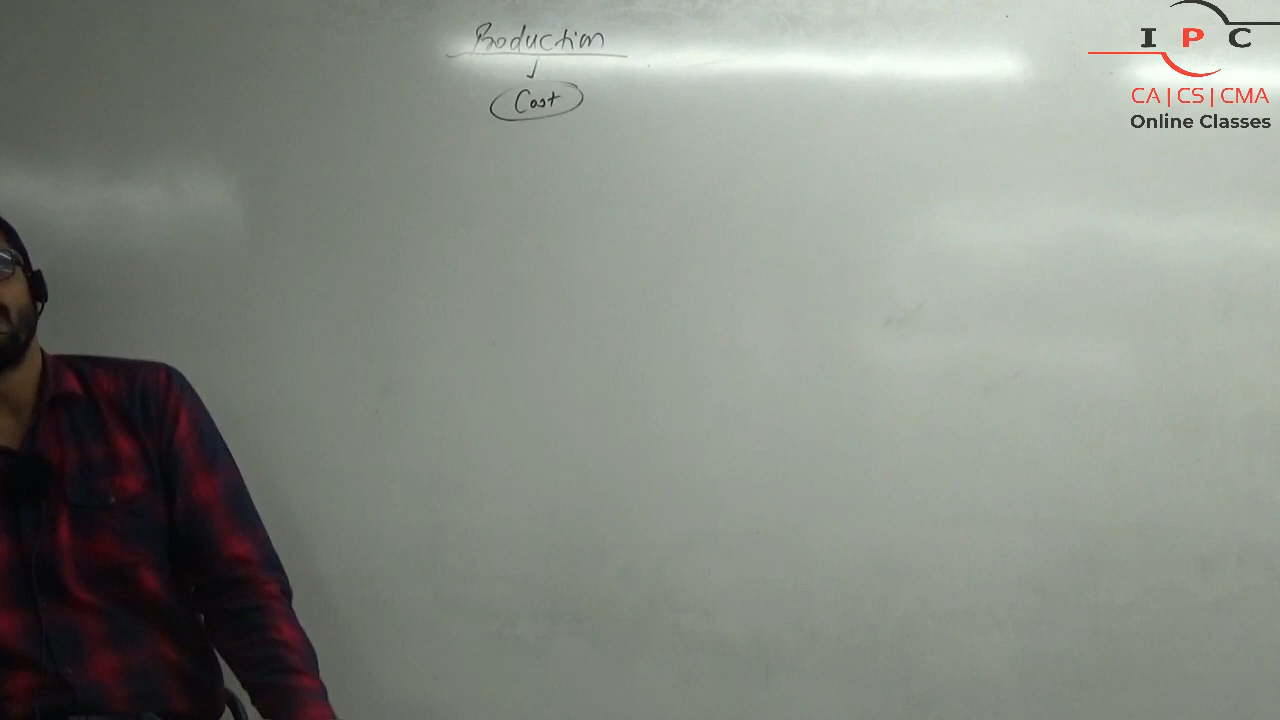 Production
Cost
I P C
CA | CS | CMA
Online Classes